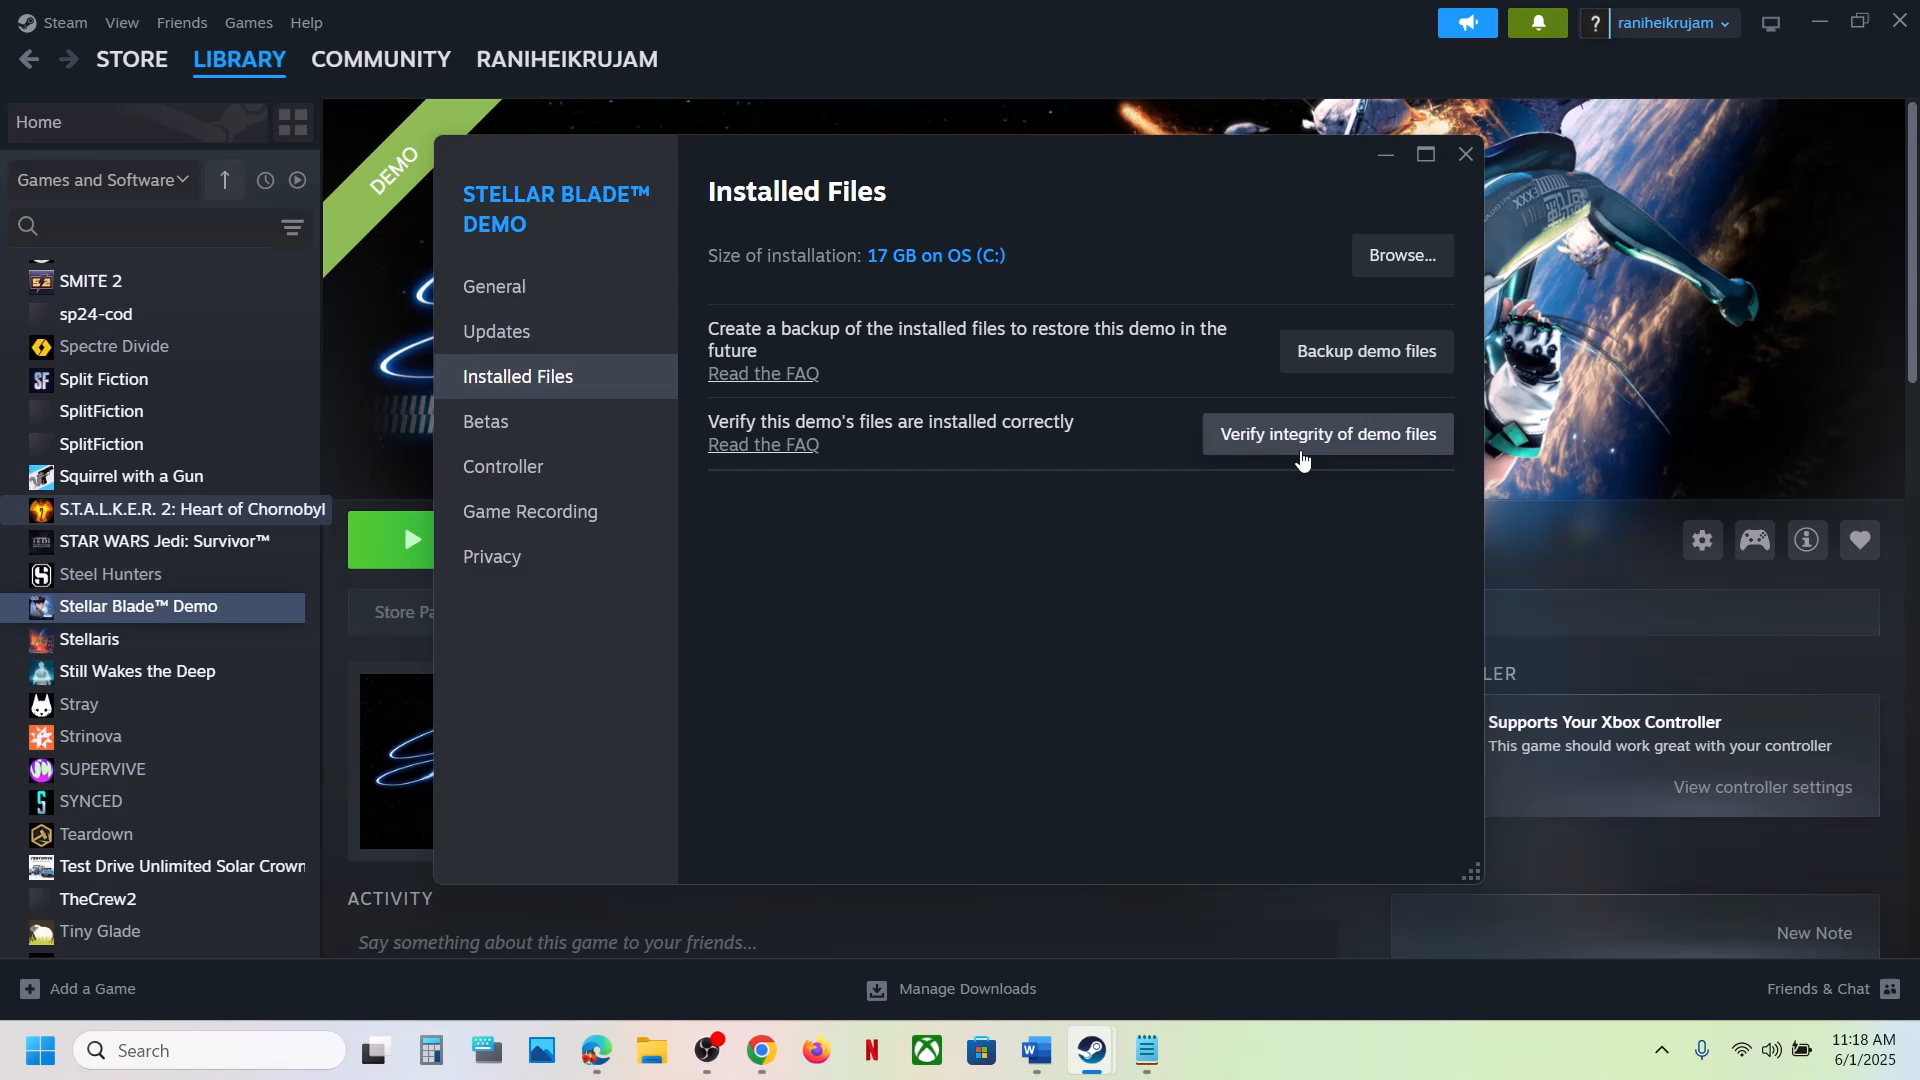 Steam View Friends Games Help
raniheikrujam
STORE LIBRARY COMMUNITY RANIHEIKRUJAM
Home
Games and Software
DEMO
STELLAR BLADE™
DEMO
General
Updates
Installed Files
Betas
Controller
Game Recording
Privacy
Installed Files
Size of installation: 17 GB on OS (C:)
Browse...
Create a backup of the installed files to restore this demo in the
future
Read the FAQ
Backup demo files
Verify this demo's files are installed correctly
Read the FAQ
Verify integrity of demo files
SMITE 2
sp24-cod
Spectre Divide
Split Fiction
SplitFiction
SplitFiction
Squirrel with a Gun
S.T.A.L.K.E.R. 2: Heart of Chornobyl
STAR WARS Jedi: Survivor™
Steel Hunters
Stellar Blade™ Demo
Stellaris
Still Wakes the Deep
Stray
Strinova
SUPERVIVE
SYNCED
Teardown
Test Drive Unlimited Solar Crown
TheCrew2
Tiny Glade
Store Pa
LER
Supports Your Xbox Controller
This game should work great with your controller
View controller settings
ACTIVITY
Say something about this game to your friends...
New Note
Add a Game
Manage Downloads
Friends & Chat
Search
11:18 AM
6/1/2025